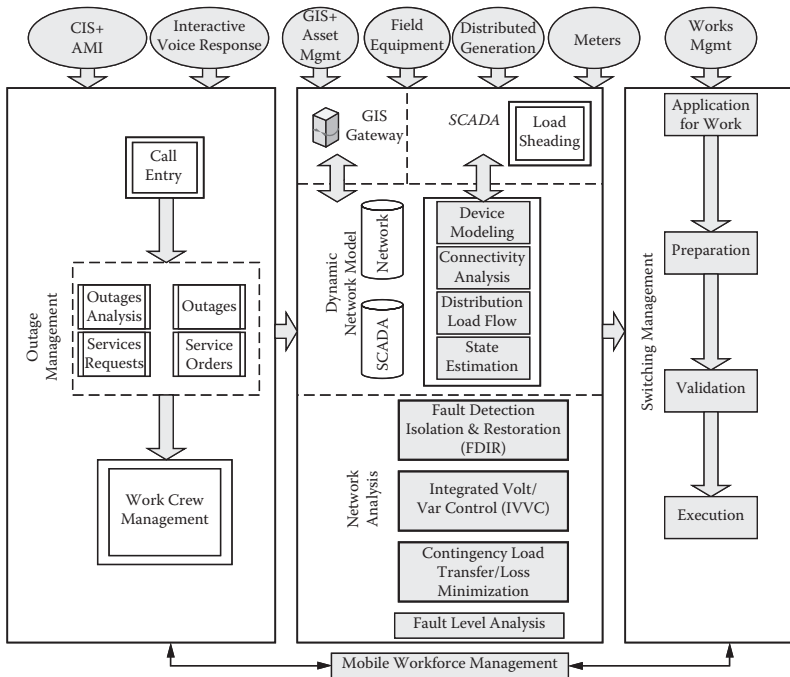 CIS+
AMI
Interactive
Voice Response
GIS+
Asset
Mgmt
Field
Equipment
Distributed
Generation
Meters
Works
Mgmt
Outage
Management
Call
Entry
Outages
Analysis
Outages
Services
Requests
Service
Orders
Work Crew
Management
GIS
Gateway
SCADA
Load
Sheading
Dynamic
Network Model
Network
SCADA
Device
Modeling
Connectivity
Analysis
Distribution
Load Flow
State
Estimation
Network
Analysis
Fault Detection
Isolation & Restoration
(FDIR)
Integrated Volt/
Var Control (IVVC)
Contingency Load
Transfer/Loss
Minimization
Fault Level Analysis
Switching Management
Application
for Work
Preparation
Validation
Execution
Mobile Workforce Management